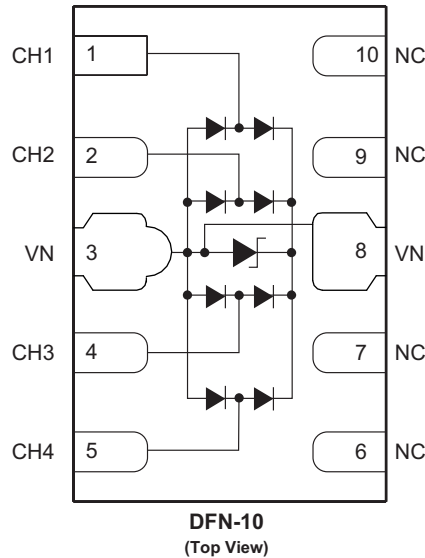 CH1 1 10 NC
CH2 2 9 NC
VN 3 8 VN
CH3 4 7 NC
CH4 5 6 NC
DFN-10
(Top View)